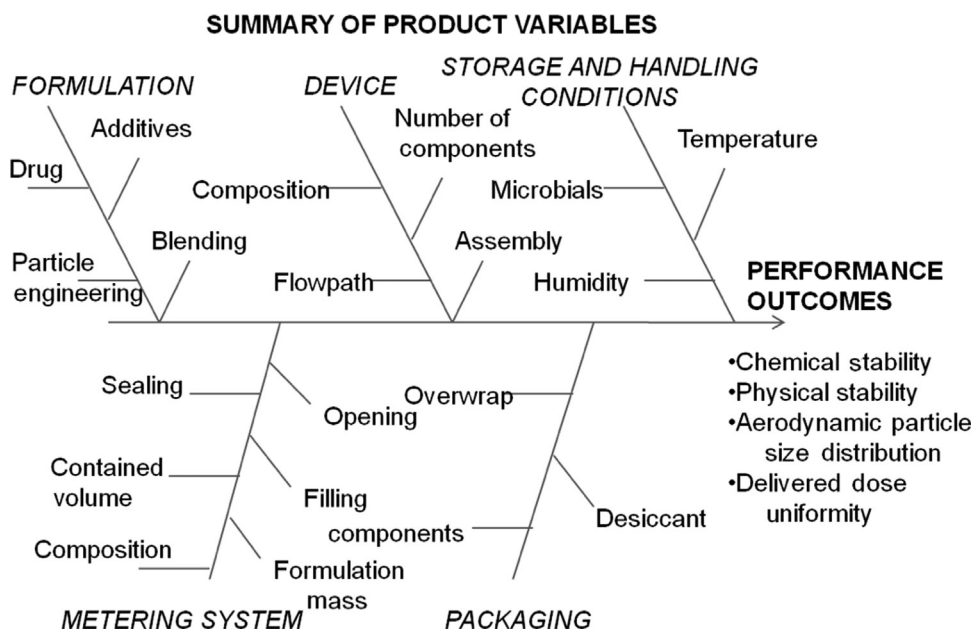 SUMMARY OF PRODUCT VARIABLES
FORMULATION
DEVICE
STORAGE AND HANDLING
CONDITIONS
Additives
Drug
Blending
Particle
engineering
Number of
components
Composition
Assembly
Flowpath
Temperature
Microbials
Humidity
PERFORMANCE
OUTCOMES
•Chemical stability
•Physical stability
•Aerodynamic particle
size distribution
•Delivered dose
uniformity
Sealing
Opening
Contained
volume
Filling
Composition
Formulation
mass
METERING SYSTEM
Overwrap
components
Desiccant
PACKAGING